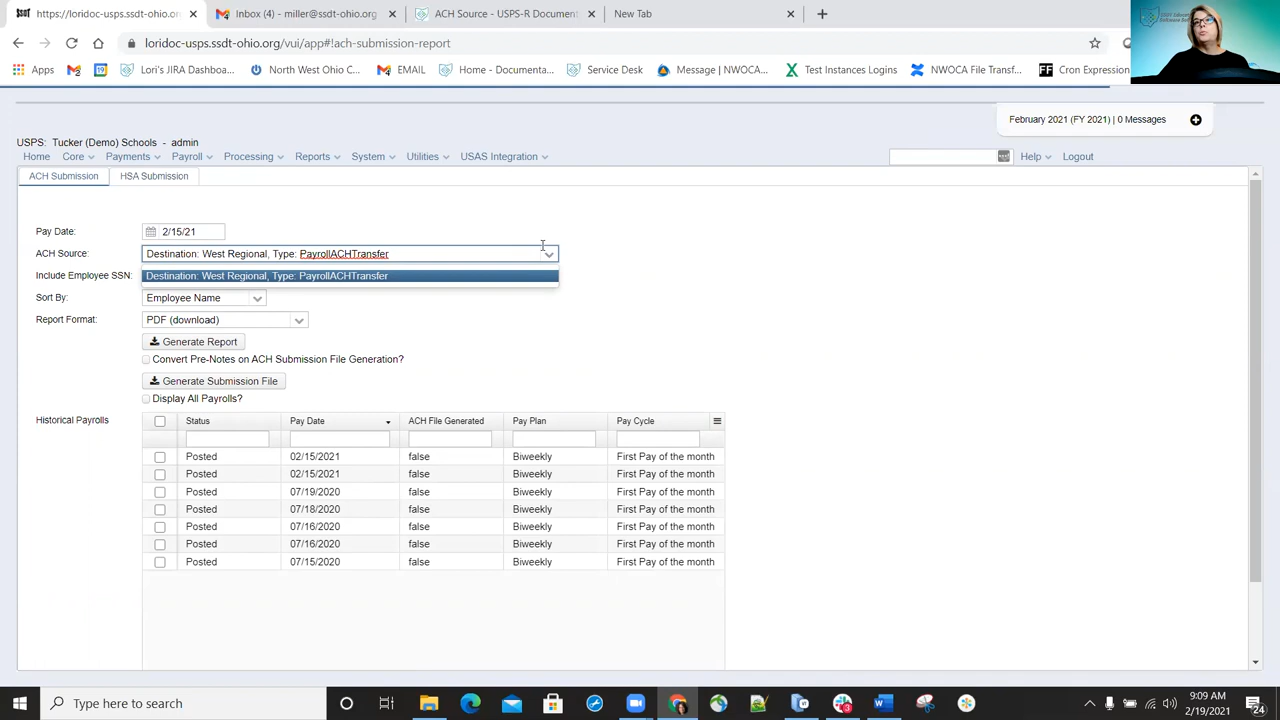 https://loridoc-usps.ssdt-ohio.or
Inbox (4) - miller@ssdt-ohio.org
ACH Source - USPS-R Document
New Tab
loridoc-usps.ssdt-ohio.org/vui/app#!ach-submission-report
Apps
Lori's JIRA Dashboa...
North West Ohio C...
EMAIL
Home - Documenta...
Service Desk
Message | NWOCA...
Test Instances Logins
NWOCA File Transf...
Cron Expression
February 2021 (FY 2021) | 0 Messages
USPS: Tucker (Demo) Schools - admin
Home Core Payments Payroll Processing Reports System Utilities USAS Integration Help Logout
ACH Submission HSA Submission
Pay Date: 2/15/21
ACH Source: Destination: West Regional, Type: PayrollACHTransfer
Include Employee SSN: Destination: West Regional, Type: PayrollACHTransfer
Sort By: Employee Name
Report Format: PDF (download)
Generate Report
Convert Pre-Notes on ACH Submission File Generation?
Generate Submission File
Display All Payrolls?
Historical Payrolls Status Pay Date ACH File Generated Pay Plan Pay Cycle
Posted 02/15/2021 false Biweekly First Pay of the month
Posted 02/15/2021 false Biweekly First Pay of the month
Posted 07/19/2020 false Biweekly First Pay of the month
Posted 07/18/2020 false Biweekly First Pay of the month
Posted 07/16/2020 false Biweekly First Pay of the month
Posted 07/16/2020 false Biweekly First Pay of the month
Posted 07/15/2020 false Biweekly First Pay of the month
Type here to search
9:09 AM
2/19/2021
24